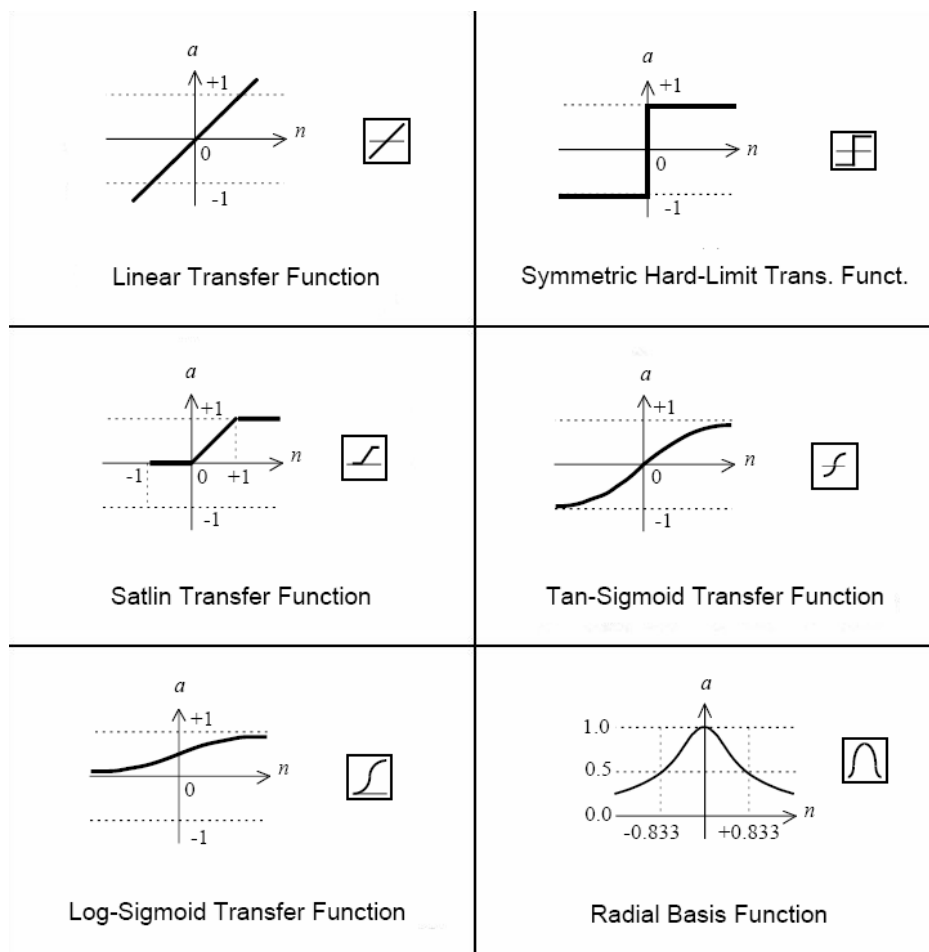 a
+1
n
0
-1
Linear Transfer Function
a
+1
n
0
-1
Symmetric Hard-Limit Trans. Funct.
a
+1
n
-1 0 +1
-1
Satlin Transfer Function
a
+1
n
0
-1
Tan-Sigmoid Transfer Function
a
+1
n
0
-1
Log-Sigmoid Transfer Function
a
1.0
0.5
0.0 n
-0.833 +0.833
Radial Basis Function